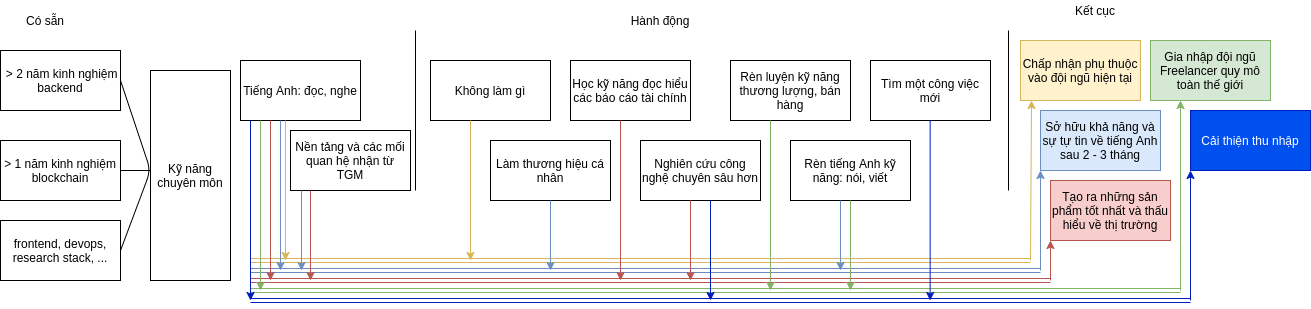 Có sẵn
Hành động
Kết cục
> 2 năm kinh nghiệm
backend
> 1 năm kinh nghiệm
blockchain
frontend, devops,
research stack, ...
Kỹ năng
chuyên môn
Tiếng Anh: đọc, nghe
Nền tảng và các mối
quan hệ nhận từ
TGM
Không làm gì
Làm thương hiệu cá
nhân
Học kỹ năng đọc hiểu
các báo cáo tài chính
Nghiên cứu công
nghệ chuyên sâu hơn
Rèn luyện kỹ năng
thương lượng, bán
hàng
Rèn tiếng Anh kỹ
năng: nói, viết
Tìm một công việc
mới
Chấp nhận phụ thuộc
vào đội ngũ hiện tại
Sở hữu khả năng và
sự tự tin về tiếng Anh
sau 2 - 3 tháng
Tạo ra những sản
phẩm tốt nhất và thấu
hiểu về thị trường
Gia nhập đội ngũ
Freelancer quy mô
toàn thế giới
Cải thiện thu nhập